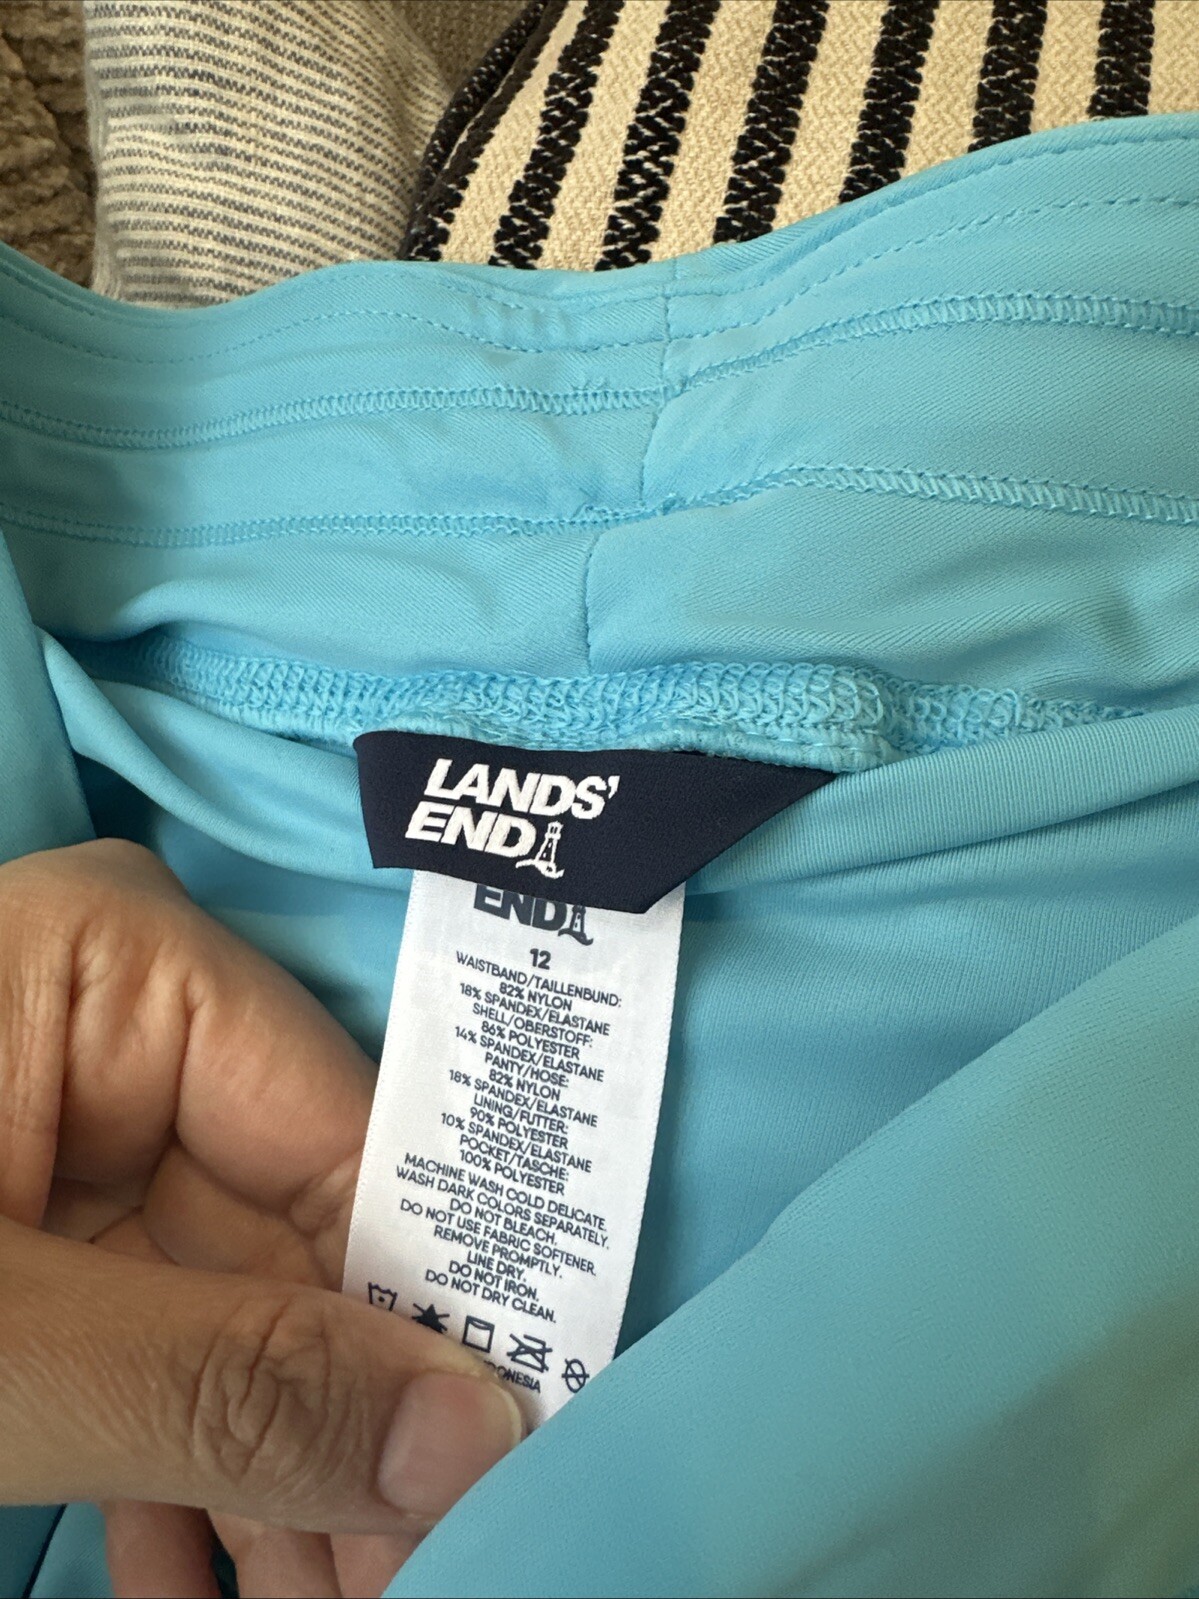 LANDS'
END
END
12
WAISTBAND/TAILLENBUND:
82% NYLON
18% SPANDEX/ELASTANE
SHELL/OBERSTOFF:
86% POLYESTER
14% SPANDEX/ELASTANE
PANTY/HOSE:
82% NYLON
18% SPANDEX/ELASTANE
LINING/FUTTER:
90% POLYESTER
10% SPANDEX/ELASTANE
POCKET/TASCHE:
100% POLYESTER
MACHINE WASH COLD DELICATE.
WASH DARK COLORS SEPARATELY.
DO NOT BLEACH.
DO NOT USE FABRIC SOFTENER.
REMOVE PROMPTLY.
LINE DRY.
DO NOT IRON.
DO NOT DRY CLEAN.